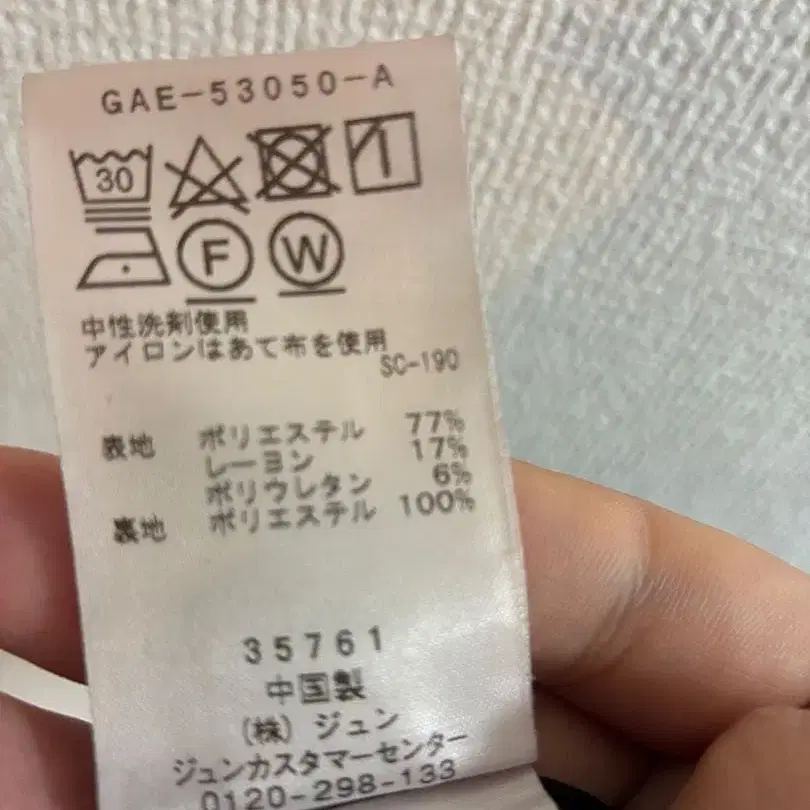 GAE-53050-A
30
F W
中性洗剤使用
アイロンはあて布を使用
SC-190
表地 ポリエステル 77%
レーヨン 17%
ポリウレタン 6%
裏地 ポリエステル 100%
35761
中国製
(株) ジュン
ジュンカスタマーセンター
0120-298-133